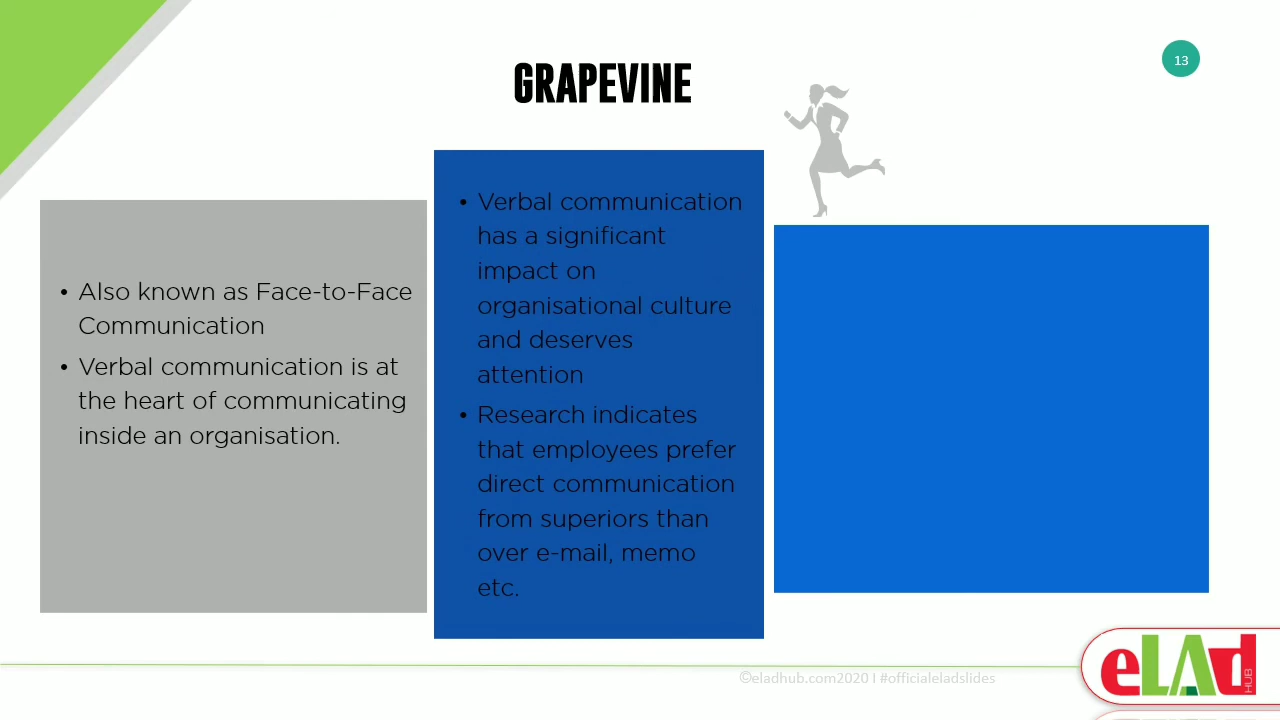 GRAPEVINE
13
• Also known as Face-to-Face
Communication
• Verbal communication is at
the heart of communicating
inside an organisation.
• Verbal communication
has a significant
impact on
organisational culture
and deserves
attention
• Research indicates
that employees prefer
direct communication
from superiors than
over e-mail, memo
etc.
©eladhub.com2020 I #officialeladslides
eLAd HUB